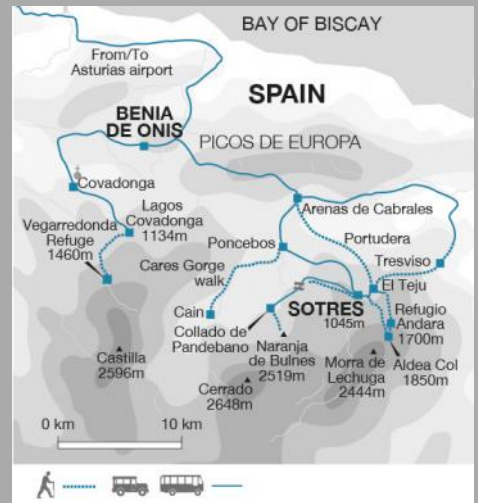 BAY OF BISCAY
From/To
Asturias airport
SPAIN
BENIA
DE ONIS
PICOS DE EUROPA
Covadonga
Lagos
Covadonga
1134m
Arenas de Cabrales
Vegarredonda
Refuge
1460m
Poncebos
Portudera
Cares Gorge
walk
Tresviso
El Teju
Cain
SOTRES
1045m
Refugio
Andara
1700m
Collado de
Pandebano
Naranja
de Bulnes
2519m
Aldea Col
1850m
Castilla
2596m
Morra de
Lechuga
2444m
Cerrado
2648m
0 km
10 km